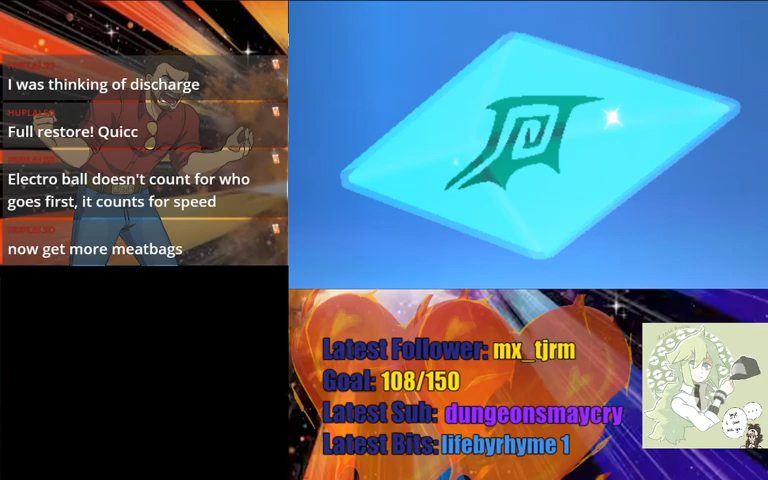 I was thinking of discharge
Full restore! Quicc
Electro ball doesn't count for who
goes first, it counts for speed
now get more meatbags
Latest Follower: mx_tjrm
Goal: 108/150
Latest Sub: dungeonsmaycry
Latest Bits: lifebyrhyme 1